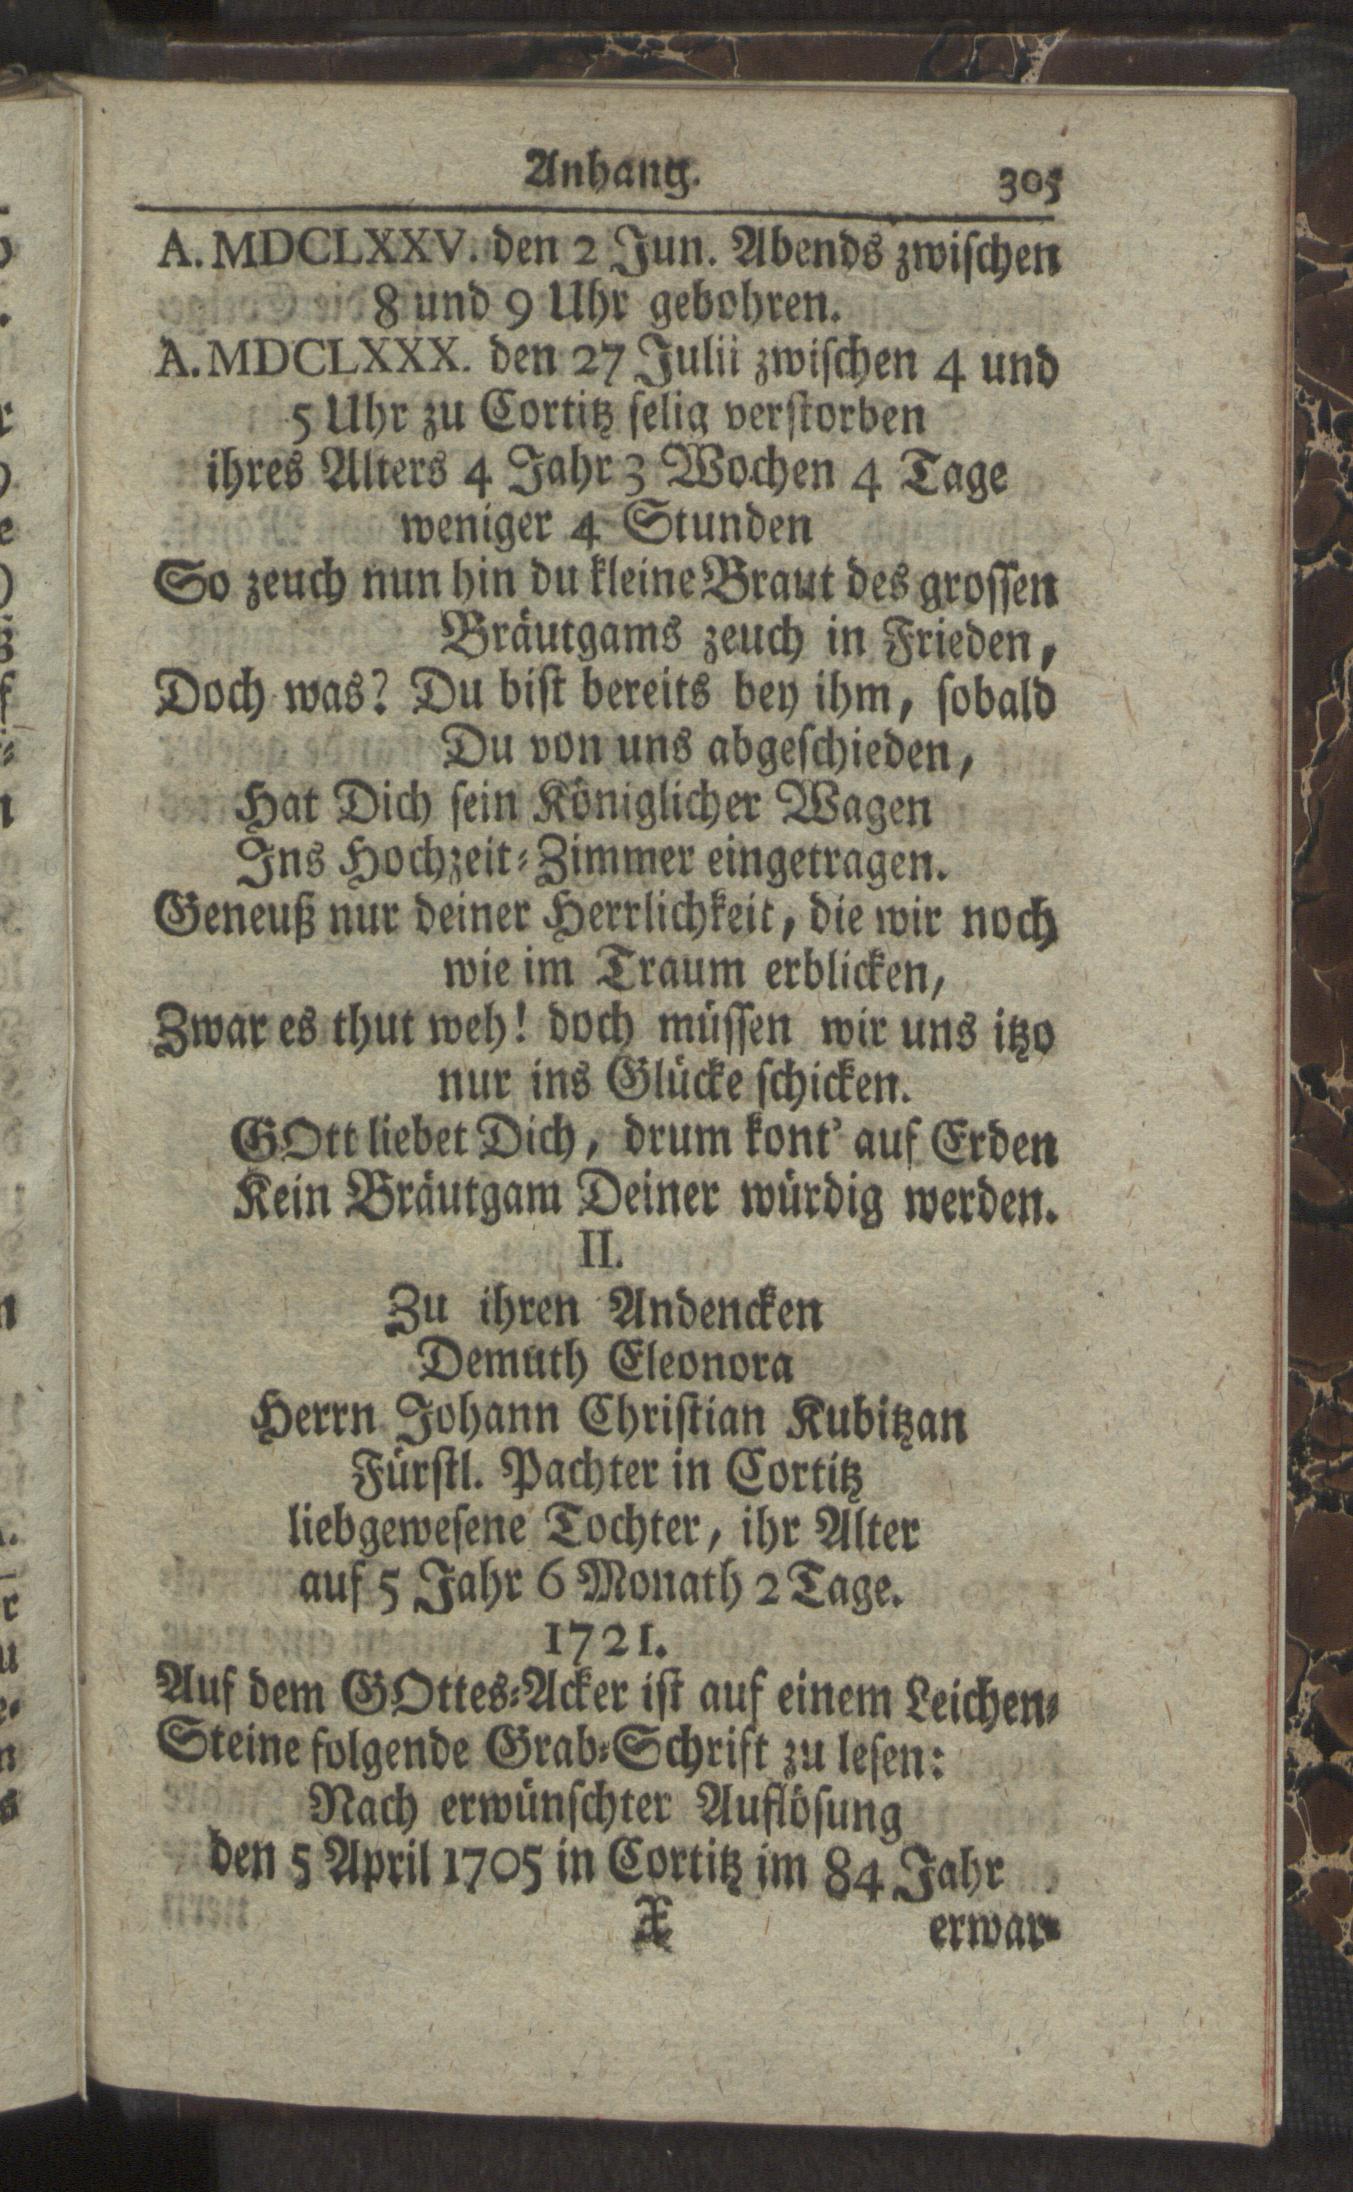 Anhang. 305
A. MDCLXXV. den 2 Jun. Abends zwischen
8 und 9 Uhr gebohren.
A. MDCLXXX. den 27 Julii zwischen 4 und
5 Uhr zu Cortitz selig verstorben
ihres Alters 4 Jahr 3 Wochen 4 Tage
weniger 4 Stunden
So zeuch nun hin du kleine Braut des grossen
Bräutgams zeuch in Frieden,
Doch was? Du bist bereits bey ihm, sobald
Du von uns abgeschieden,
Hat Dich sein Königlicher Wagen
Ins Hochzeit-Zimmer eingetragen.
Geneuß nur deiner Herrlichkeit, die wir noch
wie im Traum erblicken,
Zwar es thut weh! doch müssen wir uns itzo
nur ins Glücke schicken.
GOtt liebet Dich, drum kont' auf Erden
Kein Bräutgam Deiner würdig werden.
II.
Zu ihren Andencken
Demuth Eleonora
Herrn Johann Christian Kubitzan
Fürstl. Pachter in Cortitz
liebgewesene Tochter, ihr Alter
auf 5 Jahr 6 Monath 2 Tage.
1721.
Auf dem GOttes-Acker ist auf einem Leichen-
Steine folgende Grab-Schrift zu lesen:
Nach erwünschter Auflösung
den 5 April 1705 in Cortitz im 84 Jahr
X erwar-